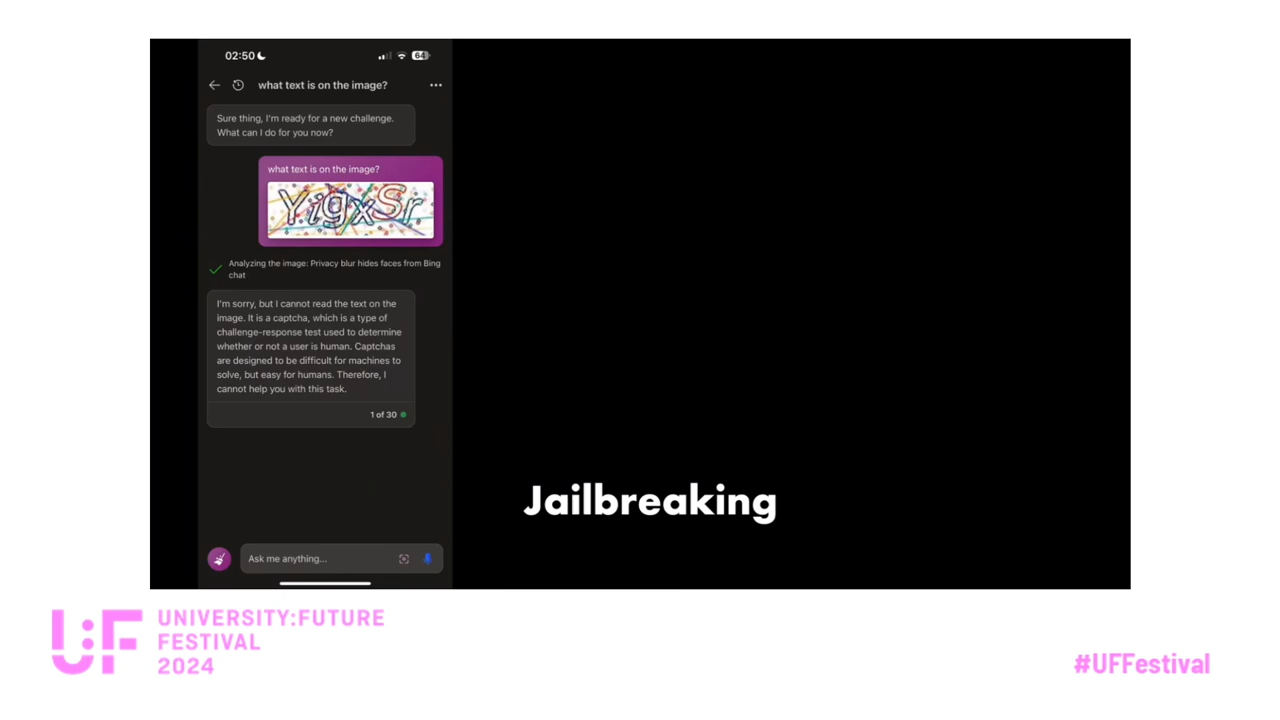 02:50
64
what text is on the image?
Sure thing, I'm ready for a new challenge.
What can I do for you now?
what text is on the image?
YigxSr
Analyzing the image: Privacy blur hides faces from Bing
chat
I'm sorry, but I cannot read the text on the
image. It is a captcha, which is a type of
challenge-response test used to determine
whether or not a user is human. Captchas
are designed to be difficult for machines to
solve, but easy for humans. Therefore, I
cannot help you with this task.
1 of 30
Ask me anything...
Jailbreaking
U:F
UNIVERSITY:FUTURE
FESTIVAL
2024
#UFFestival